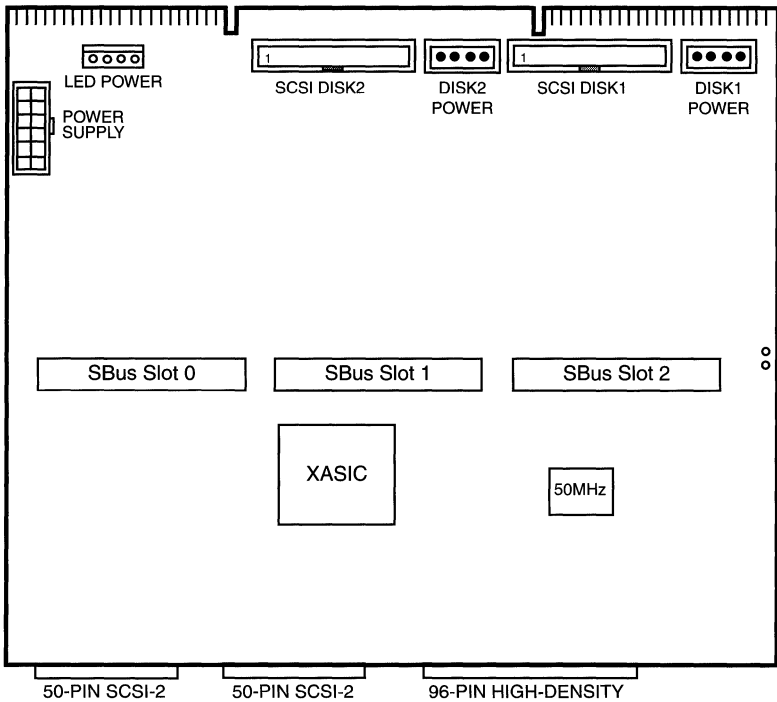 1
1
LED POWER
SCSI DISK2
DISK2
POWER
SCSI DISK1
DISK1
POWER
POWER
SUPPLY
SBus Slot 0
SBus Slot 1
SBus Slot 2
XASIC
50MHz
50-PIN SCSI-2
50-PIN SCSI-2
96-PIN HIGH-DENSITY